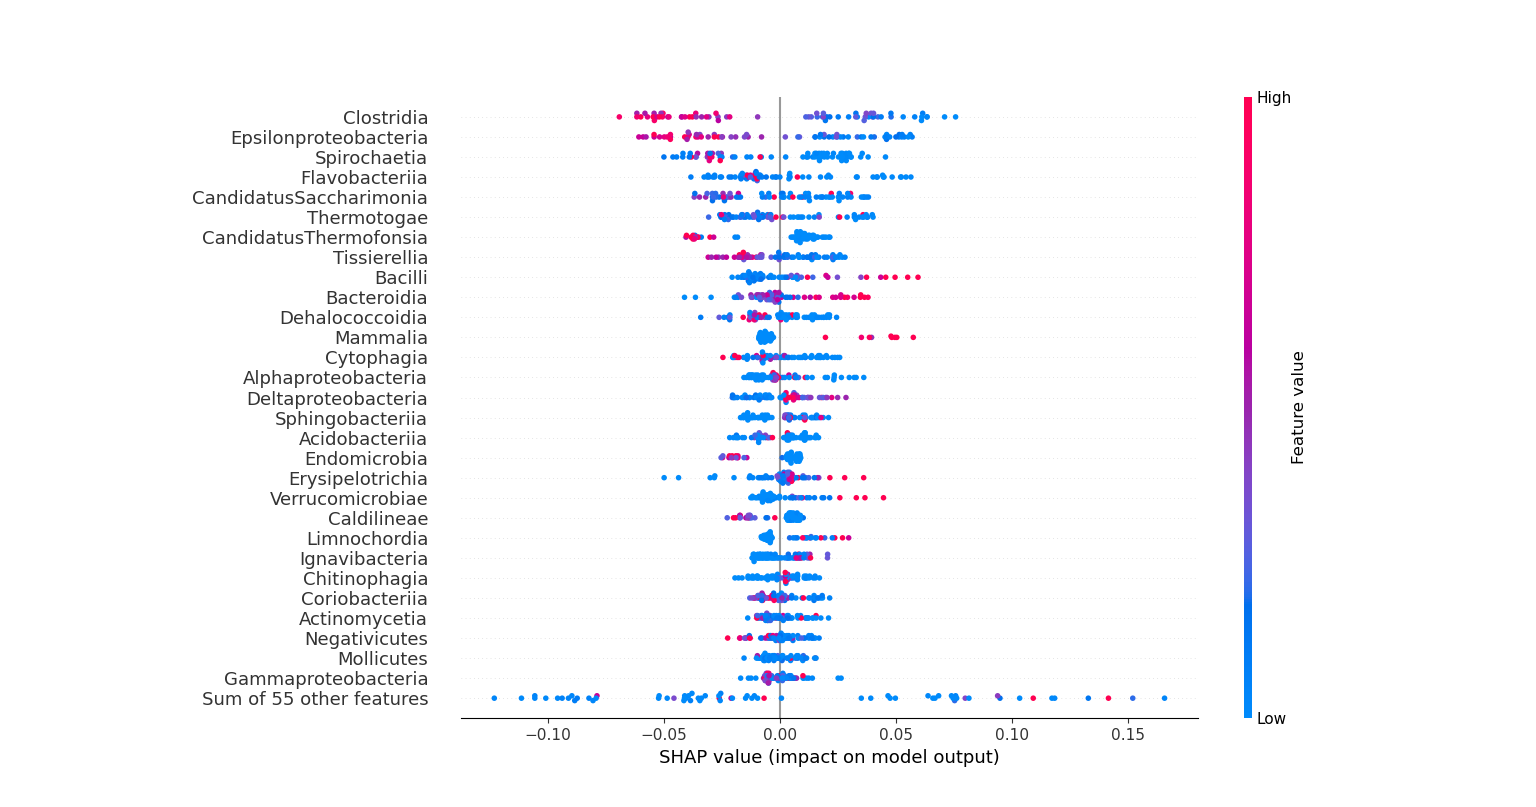 High
Clostridia
Epsilonproteobacteria
Spirochaetia
Flavobacteriia
CandidatusSaccharimonia
Thermotogae
CandidatusThermofonsia
Tissierellia
Bacilli
Bacteroidia
Dehalococcoidia
Mammalia
Cytophagia
Alphaproteobacteria
Deltaproteobacteria
Sphingobacteriia
Acidobacteriia
Endomicrobia
Erysipelotrichia
Verrucomicrobiae
Caldilineae
Limnochordia
Ignavibacteria
Chitinophagia
Coriobacteriia
Actinomycetia
Negativicutes
Mollicutes
Gammaproteobacteria
Sum of 55 other features
Feature value
Low
−0.10 −0.05 0.00 0.05 0.10 0.15
SHAP value (impact on model output)